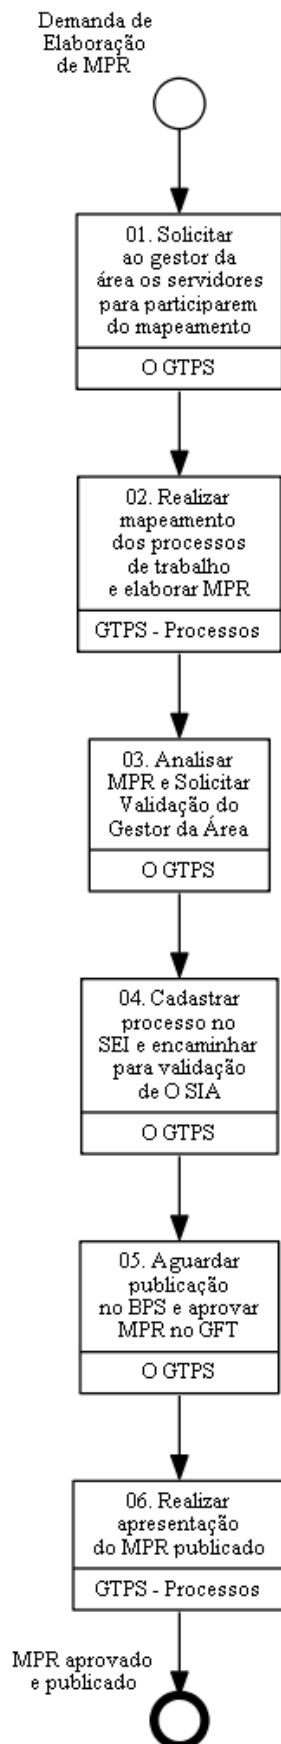 Demanda de
Elaboração
de MPR
01. Solicitar
ao gestor da
área os servidores
para participarem
do mapeamento
O GTPS
02. Realizar
mapeamento
dos processos
de trabalho
e elaborar MPR
GTPS - Processos
03. Analisar
MPR e Solicitar
Validação do
Gestor da Área
O GTPS
04. Cadastrar
processo no
SEI e encaminhar
para validação
de O SIA
O GTPS
05. Aguardar
publicação
no BPS e aprovar
MPR no GFT
O GTPS
06. Realizar
apresentação
do MPR publicado
GTPS - Processos
MPR aprovado
e publicado